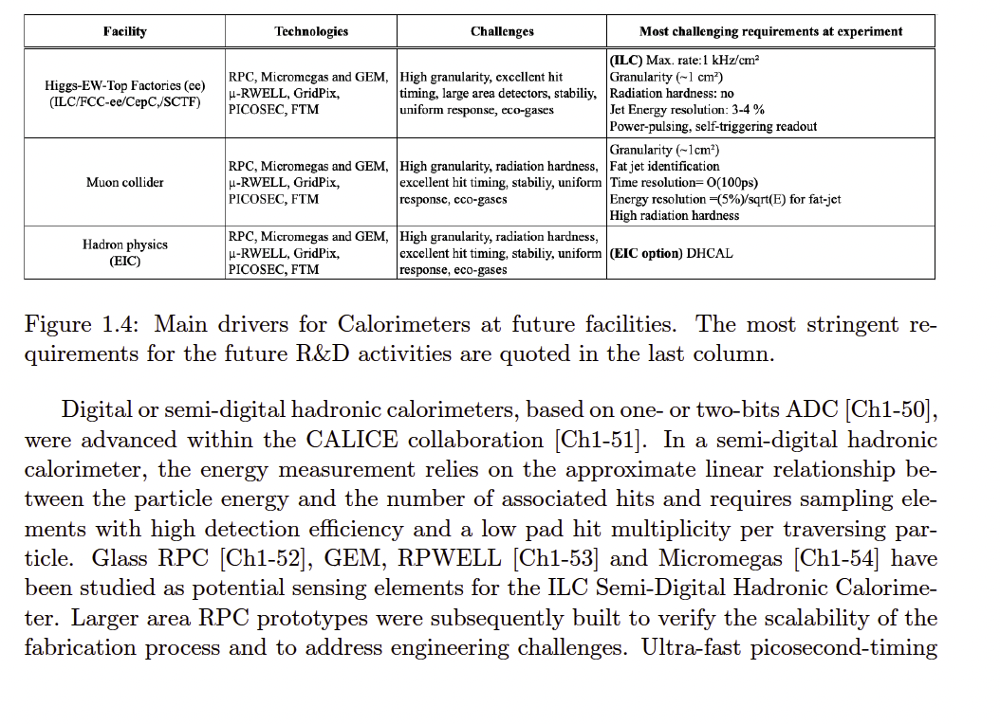 Facility Technologies Challenges Most challenging requirements at experiment
Higgs-EW-Top Factories (ee)
(ILC/FCC-ee/CepC,/SCTF)
RPC, Micromegas and GEM,
μ-RWELL, GridPix,
PICOSEC, FTM
High granularity, excellent hit
timing, large area detectors, stabiliy,
uniform response, eco-gases
(ILC) Max. rate:1 kHz/cm²
Granularity (~1 cm²)
Radiation hardness: no
Jet Energy resolution: 3-4 %
Power-pulsing, self-triggering readout
Muon collider
RPC, Micromegas and GEM,
μ-RWELL, GridPix,
PICOSEC, FTM
High granularity, radiation hardness,
excellent hit timing, stabiliy, uniform
response, eco-gases
Granularity (~1cm²)
Fat jet identification
Time resolution= O(100ps)
Energy resolution =(5%)/sqrt(E) for fat-jet
High radiation hardness
Hadron physics
(EIC)
RPC, Micromegas and GEM,
μ-RWELL, GridPix,
PICOSEC, FTM
High granularity, radiation hardness,
excellent hit timing, stabiliy, uniform
response, eco-gases
(EIC option) DHCAL
Figure 1.4: Main drivers for Calorimeters at future facilities. The most stringent re-
quirements for the future R&D activities are quoted in the last column.
Digital or semi-digital hadronic calorimeters, based on one- or two-bits ADC [Ch1-50],
were advanced within the CALICE collaboration [Ch1-51]. In a semi-digital hadronic
calorimeter, the energy measurement relies on the approximate linear relationship be-
tween the particle energy and the number of associated hits and requires sampling ele-
ments with high detection efficiency and a low pad hit multiplicity per traversing par-
ticle. Glass RPC [Ch1-52], GEM, RPWELL [Ch1-53] and Micromegas [Ch1-54] have
been studied as potential sensing elements for the ILC Semi-Digital Hadronic Calorime-
ter. Larger area RPC prototypes were subsequently built to verify the scalability of the
fabrication process and to address engineering challenges. Ultra-fast picosecond-timing